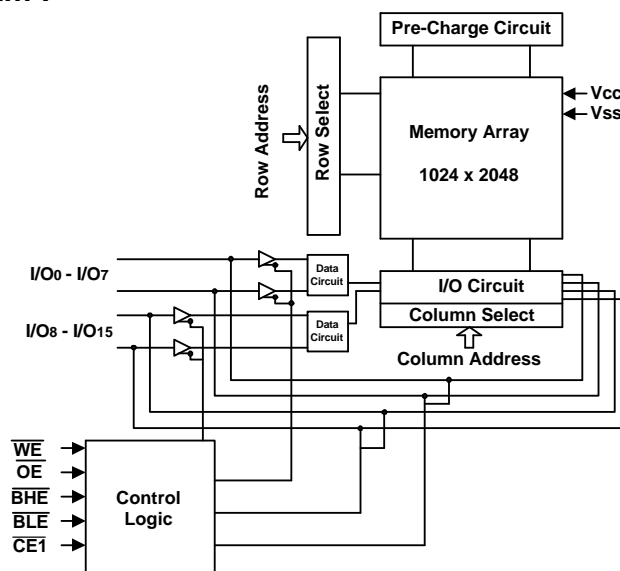 Pre-Charge Circuit
Vcc
Vss
Row Address
Row Select
Memory Array
1024 x 2048
I/O0 - I/O7
Data
Circuit
I/O Circuit
I/O8 - I/O15
Data
Circuit
Column Select
Column Address
WE
OE
BHE
BLE
CE1
Control
Logic